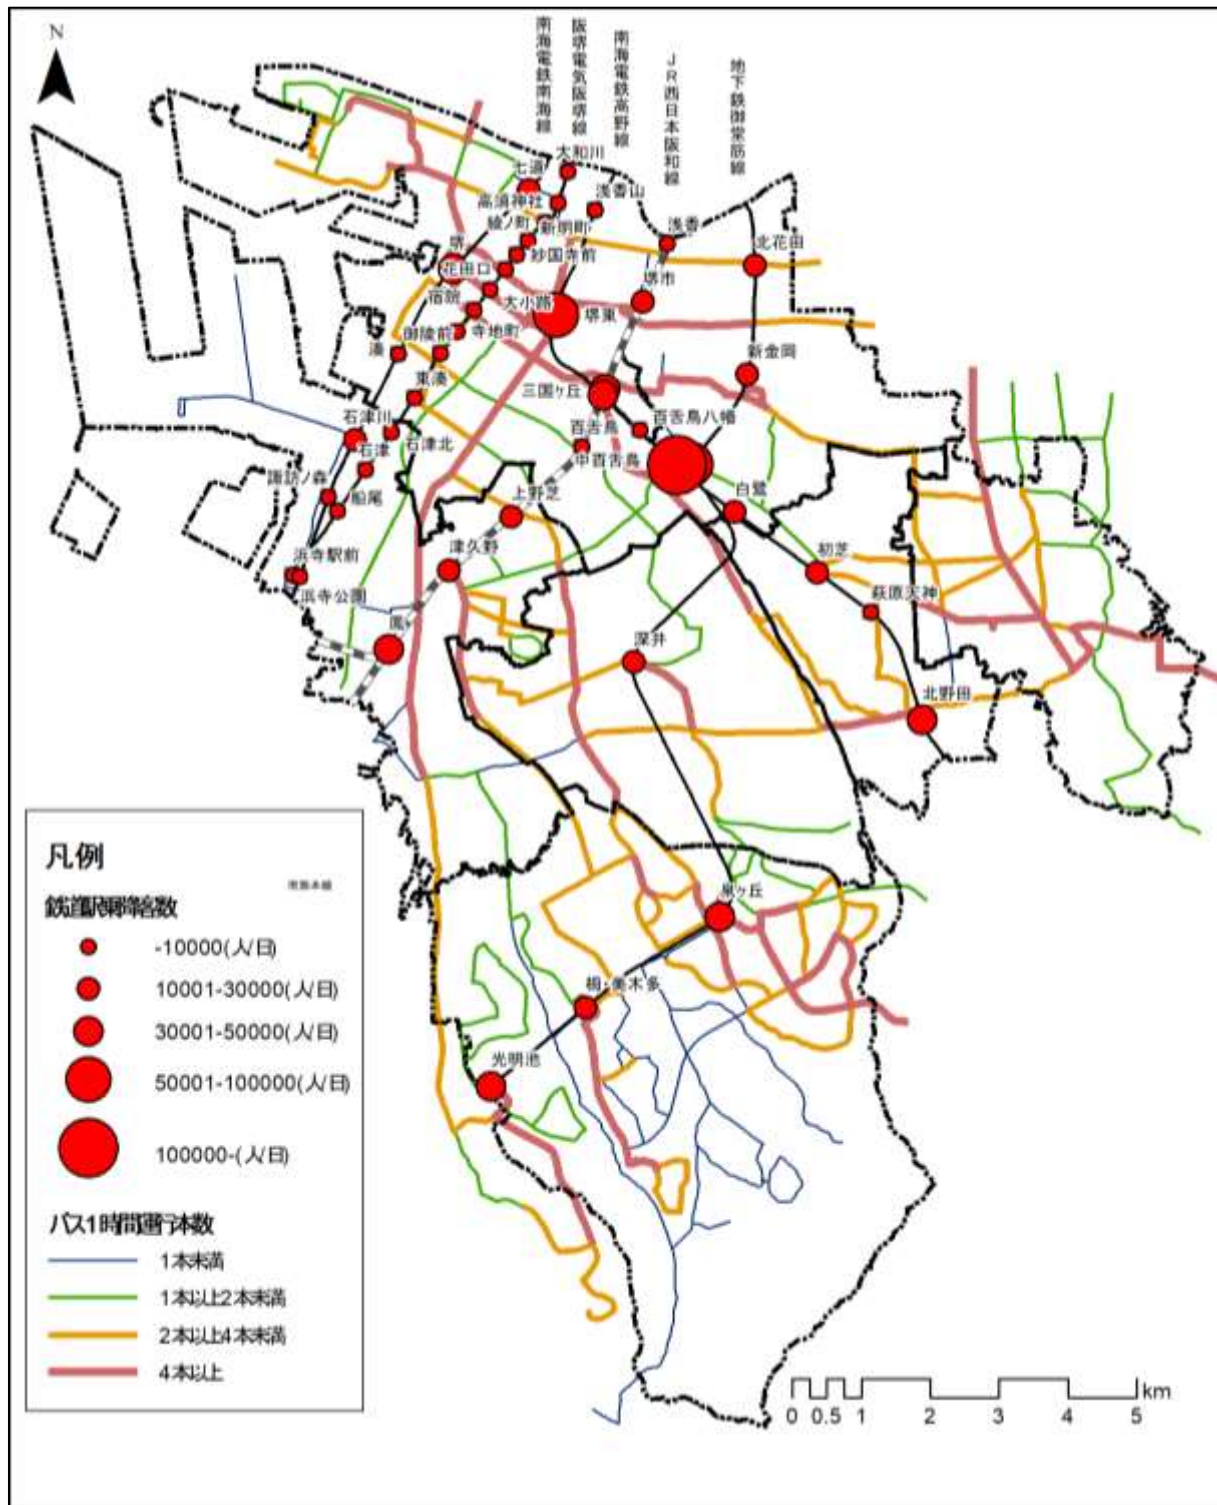 N
南海電鉄南海線
阪堺電気阪堺線
南海電鉄高野線
JR西日本阪和線
地下鉄御堂筋線
大和川
七道
浅香山
高須神社
綾ノ町
新明町
浅香
堺
妙国寺前
北花田
花田口
堺市
宿院
大小路
堺東
御陵前
寺地町
湊
新金岡
東湊
三国ヶ丘
石津川
百舌鳥
百舌鳥八幡
石津
石津北
中百舌鳥
諏訪ノ森
船尾
上野芝
白鷺
浜寺駅前
津久野
初芝
浜寺公園
萩原天神
鳳
深井
北野田
泉ヶ丘
栂・美木多
光明池
凡例
鉄道駅乗降客数
-10000(人/日)
10001-30000(人/日)
30001-50000(人/日)
50001-100000(人/日)
100000-(人/日)
バス1時間運行本数
1本未満
1本以上2本未満
2本以上4本未満
4本以上
km
0 0.5 1 2 3 4 5